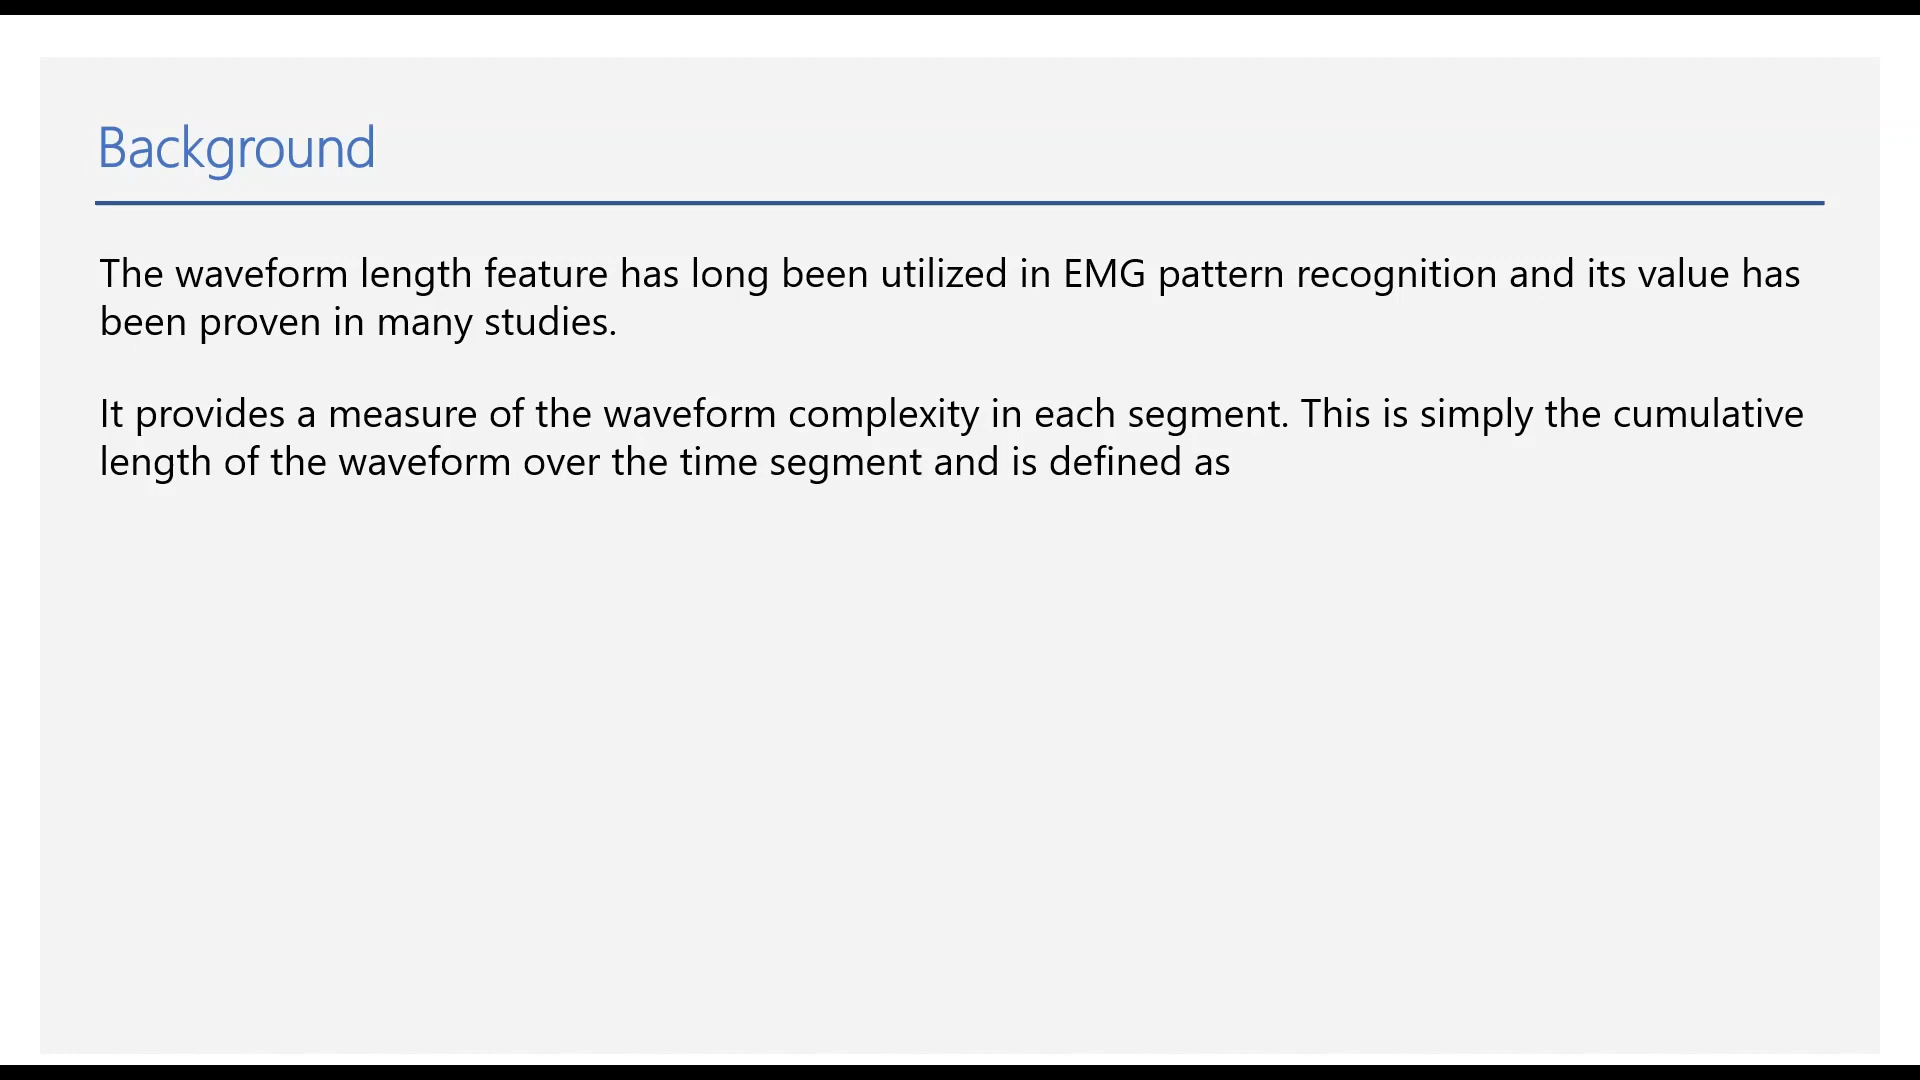 Background
The waveform length feature has long been utilized in EMG pattern recognition and its value has
been proven in many studies.
It provides a measure of the waveform complexity in each segment. This is simply the cumulative
length of the waveform over the time segment and is defined as